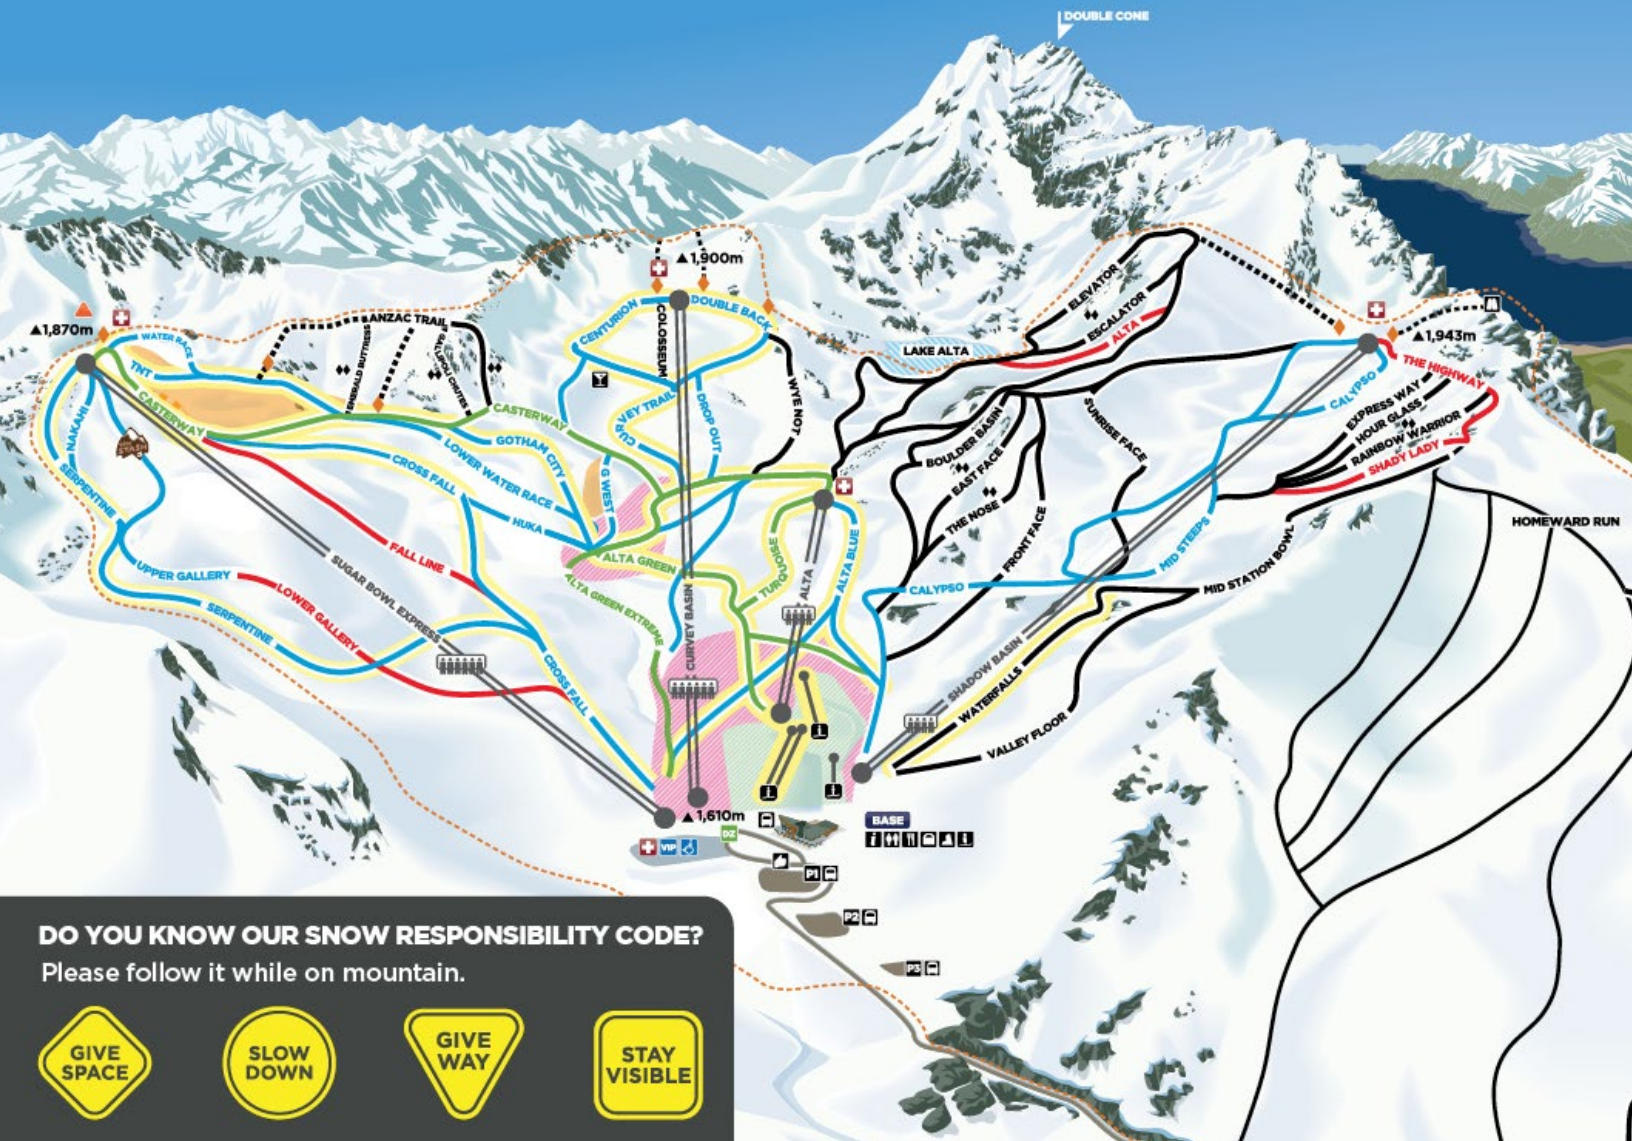 DOUBLE CONE
▲1,900m
▲1,870m
▲1,943m
WATER RACE
TNT
CASTERWAY
NAKAHI
SERPENTINE
ANZAC TRAIL
EMERALD BUTTRESS
GALLIPOLI CHUTES
CENTURION
DOUBLE BACK
COLOSSEUM
CURVEY TRAIL
DROP OUT
WYE NOT
CASTERWAY
GOTHAM CITY
G WEST
LOWER WATER RACE
CROSS FALL
HUKA
ALTA GREEN
ALTA GREEN EXTREME
TURQUOISE
ALTA
ALTA BLUE
CURVEY BASIN
FALL LINE
SUGAR BOWL EXPRESS
UPPER GALLERY
LOWER GALLERY
SERPENTINE
CROSS FALL
LAKE ALTA
ELEVATOR
ESCALATOR
ALTA
BOULDER BASIN
EAST FACE
THE NOSE
FRONT FACE
SUNRISE FACE
CALYPSO
THE HIGHWAY
EXPRESS WAY
HOUR GLASS
RAINBOW WARRIOR
SHADY LADY
HOMEWARD RUN
MID STEEPS
MID STATION BOWL
CALYPSO
SHADOW BASIN
WATERFALLS
VALLEY FLOOR
▲1,610m
DZ
VIP
BASE
P1
P2
P3
DO YOU KNOW OUR SNOW RESPONSIBILITY CODE?
Please follow it while on mountain.
GIVE
SPACE
SLOW
DOWN
GIVE
WAY
STAY
VISIBLE